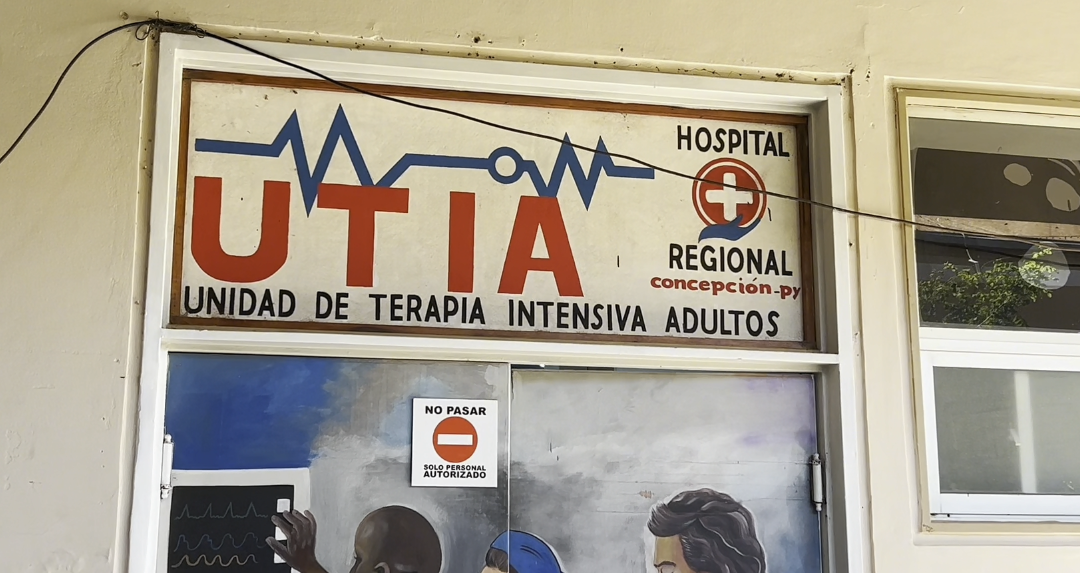 UTIA
HOSPITAL
REGIONAL
concepción-py
UNIDAD DE TERAPIA INTENSIVA ADULTOS
NO PASAR
SOLO PERSONAL
AUTORIZADO